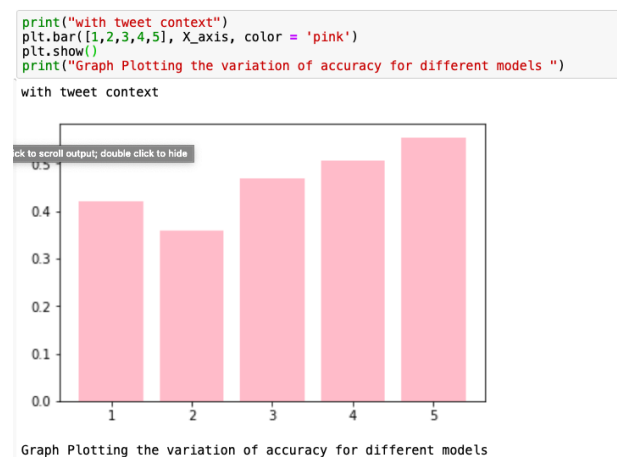 print("with tweet context")
plt.bar([1,2,3,4,5], X_axis, color = 'pink')
plt.show()
print("Graph Plotting the variation of accuracy for different models ")
with tweet context
ck to scroll output; double click to hide
0.5
0.4
0.3
0.2
0.1
0.0
1 2 3 4 5
Graph Plotting the variation of accuracy for different models